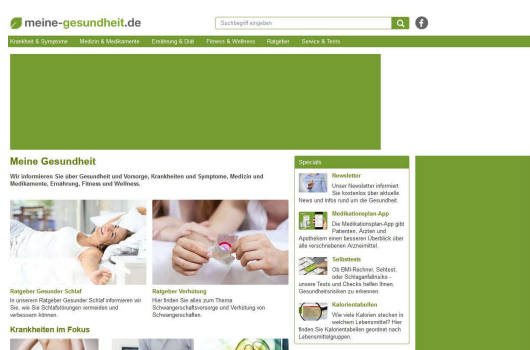 meine-gesundheit.de
Suchbegriff eingeben
Krankheit & Symptome Medizin & Medikamente Ernährung & Diät Fitness & Wellness Ratgeber Service & Tests
Meine Gesundheit
Wir informieren Sie über Gesundheit und Vorsorge, Krankheiten und Symptome, Medizin und
Medikamente, Ernährung, Fitness und Wellness.
Ratgeber Gesunder Schlaf
In unserem Ratgeber Gesunder Schlaf informieren wir
Sie, wie Sie Schlafstörungen vermeiden und
verbessern können.
Ratgeber Verhütung
Hier finden Sie alles zum Thema
Schwangerschaftsvorsorge und Verhütung von
Schwangerschaften.
Krankheiten im Fokus
Specials
Newsletter
Unser Newsletter informiert
Sie kostenlos über aktuelle
News und Infos rund um die Gesundheit.
Medikationsplan-App
Die Medikationsplan-App gibt
Patienten, Ärzten und
Apothekern einen besseren Überblick über
alle verschriebenen Arzneimittel.
Selbsttests
Ob BMI-Rechner, Sehtest,
oder Schlaganfallrisiko -
unsere Tests und Checks helfen Ihnen,
Gesundheitsrisiken zu erkennen.
Kalorientabellen
Wie viele Kalorien stecken in
welchem Lebensmittel? Hier
finden Sie Kalorientabellen geordnet nach
Lebensmittelgruppen.